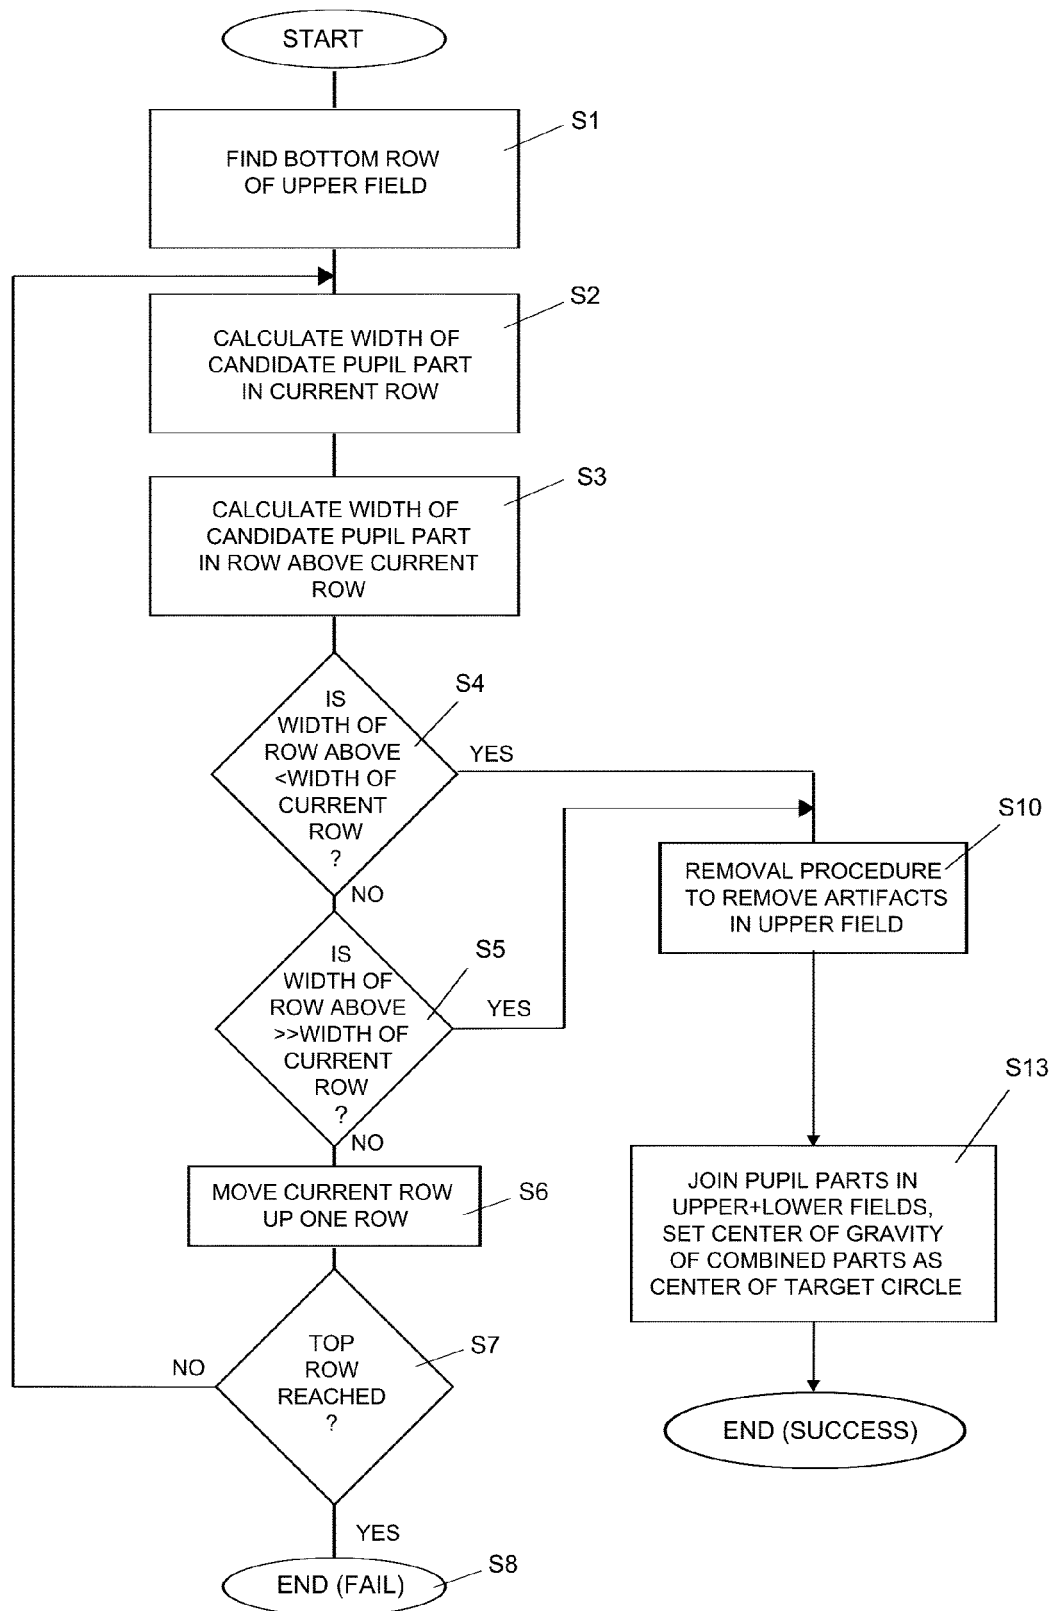 START
S1
FIND BOTTOM ROW
OF UPPER FIELD
S2
CALCULATE WIDTH OF
CANDIDATE PUPIL PART
IN CURRENT ROW
S3
CALCULATE WIDTH OF
CANDIDATE PUPIL PART
IN ROW ABOVE CURRENT
ROW
S4
IS
WIDTH OF
ROW ABOVE
<WIDTH OF
CURRENT
ROW
?
YES
NO
S10
REMOVAL PROCEDURE
TO REMOVE ARTIFACTS
IN UPPER FIELD
S5
IS
WIDTH OF
ROW ABOVE
>>WIDTH OF
CURRENT
ROW
?
YES
NO
S13
JOIN PUPIL PARTS IN
UPPER+LOWER FIELDS,
SET CENTER OF GRAVITY
OF COMBINED PARTS AS
CENTER OF TARGET CIRCLE
S6
MOVE CURRENT ROW
UP ONE ROW
S7
TOP
ROW
REACHED
?
NO
YES
END (SUCCESS)
S8
END (FAIL)